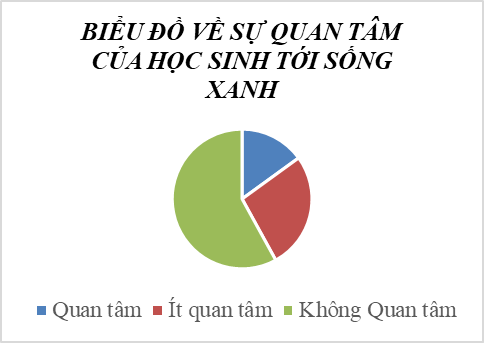 BIỂU ĐỒ VỀ SỰ QUAN TÂM
CỦA HỌC SINH TỚI SỐNG
XANH
Quan tâm Ít quan tâm Không Quan tâm